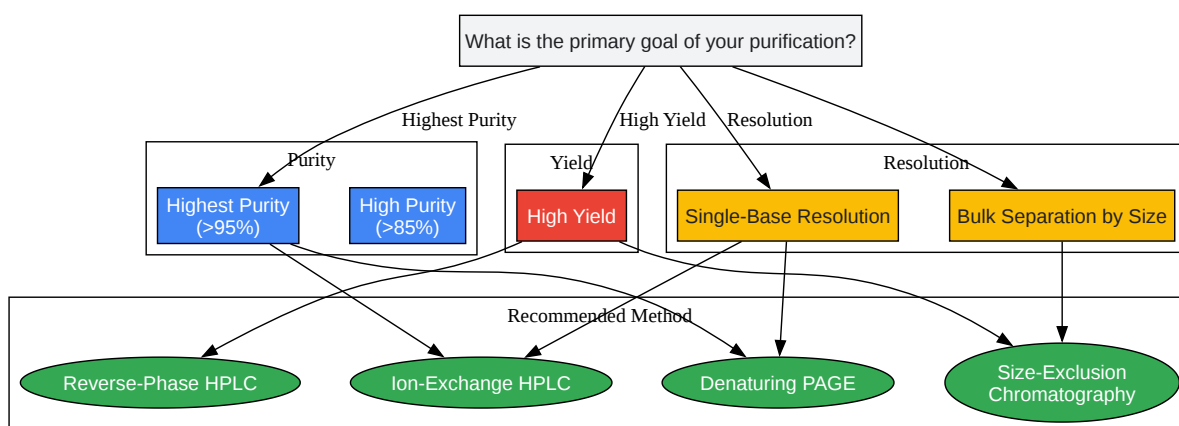 What is the primary goal of your purification?
Highest Purity
High Yield
Resolution
Purity
Yield
Resolution
Highest Purity
(>95%)
High Purity
(>85%)
High Yield
Single-Base Resolution
Bulk Separation by Size
Recommended Method
Reverse-Phase HPLC
Ion-Exchange HPLC
Denaturing PAGE
Size-Exclusion
Chromatography